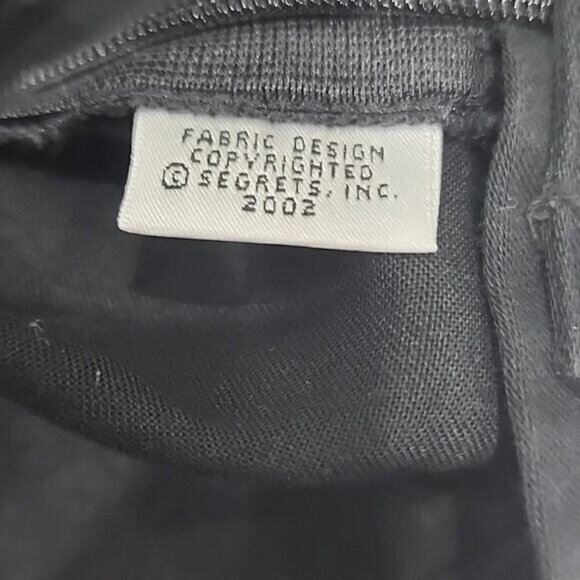 FABRIC DESIGN
COPYRIGHTED
© SEGRETS, INC.
2002